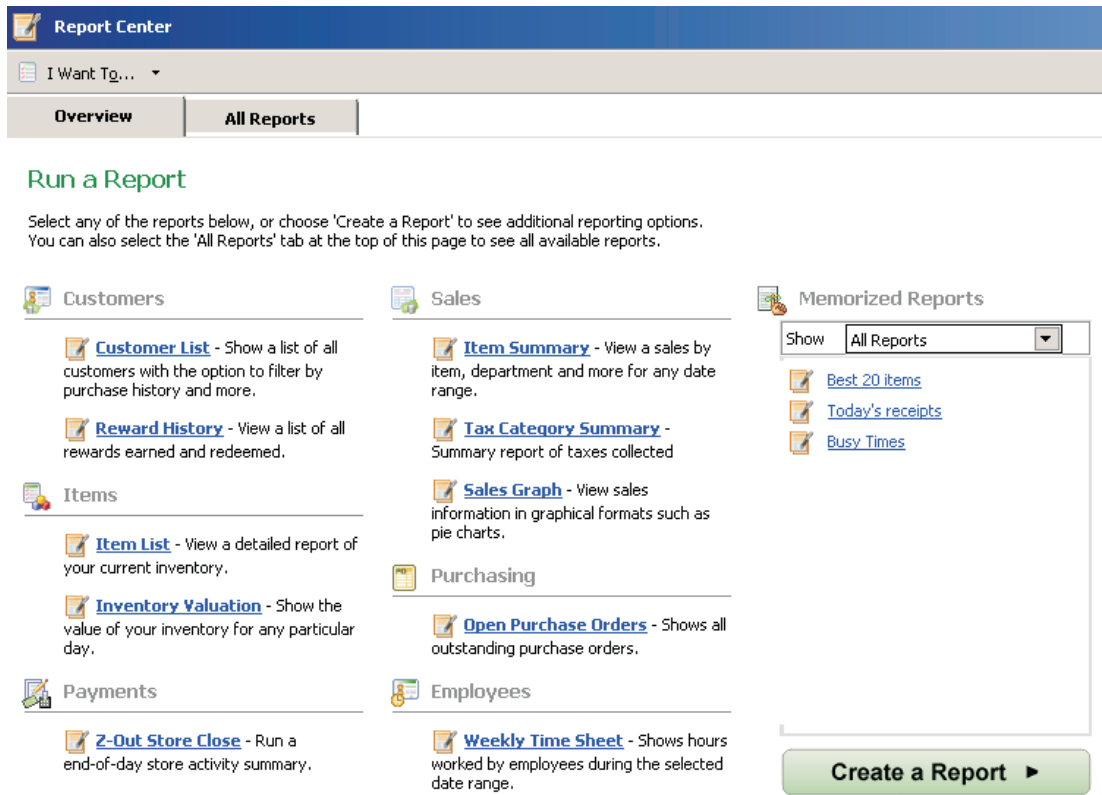 Report Center
I Want To...
Overview
All Reports
Run a Report
Select any of the reports below, or choose 'Create a Report' to see additional reporting options.
You can also select the 'All Reports' tab at the top of this page to see all available reports.
Customers
Customer List - Show a list of all
customers with the option to filter by
purchase history and more.
Reward History - View a list of all
rewards earned and redeemed.
Items
Item List - View a detailed report of
your current inventory.
Inventory Valuation - Show the
value of your inventory for any particular
day.
Payments
Z-Out Store Close - Run a
end-of-day store activity summary.
Sales
Item Summary - View a sales by
item, department and more for any date
range.
Tax Category Summary -
Summary report of taxes collected
Sales Graph - View sales
information in graphical formats such as
pie charts.
Purchasing
Open Purchase Orders - Shows all
outstanding purchase orders.
Employees
Weekly Time Sheet - Shows hours
worked by employees during the selected
date range.
Memorized Reports
Show All Reports
Best 20 items
Today's receipts
Busy Times
Create a Report